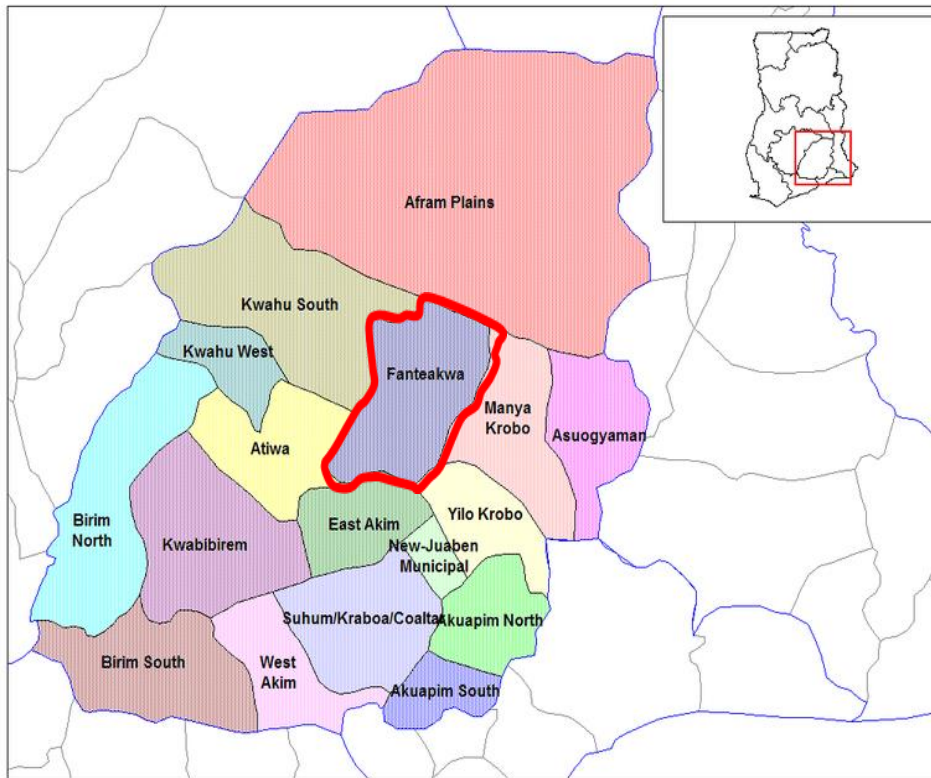 Afram Plains
Kwahu South
Kwahu West
Fanteakwa
Manya
Krobo
Asuogyaman
Atiwa
Birim
North
Kwabibirem
East Akim
Yilo Krobo
New-Juaben
Municipal
Suhum/Kraboa/Coaltar
Akuapim North
Birim South
West
Akim
Akuapim South